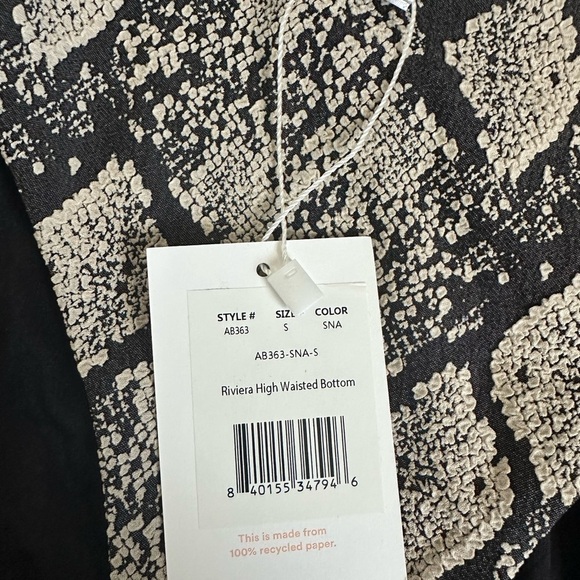 STYLE # SIZE COLOR
AB363 S SNA
AB363-SNA-S
Riviera High Waisted Bottom
8 40155 34794 6
This is made from
100% recycled paper.